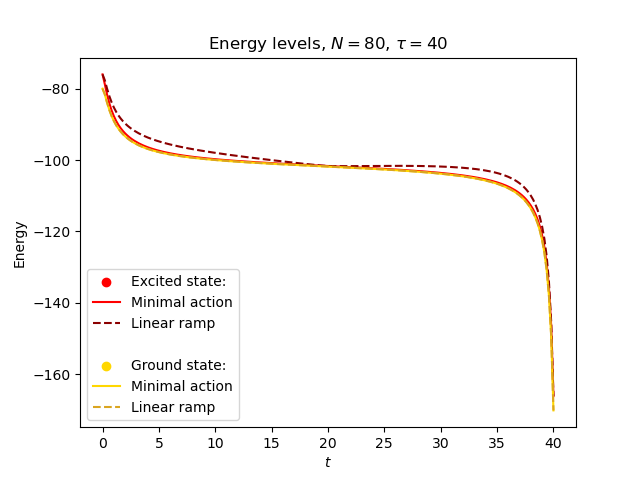 Energy levels, N = 80, τ = 40
Energy
−80
−100
−120
−140
−160
Excited state:
Minimal action
Linear ramp
Ground state:
Minimal action
Linear ramp
0 5 10 15 20 25 30 35 40
t